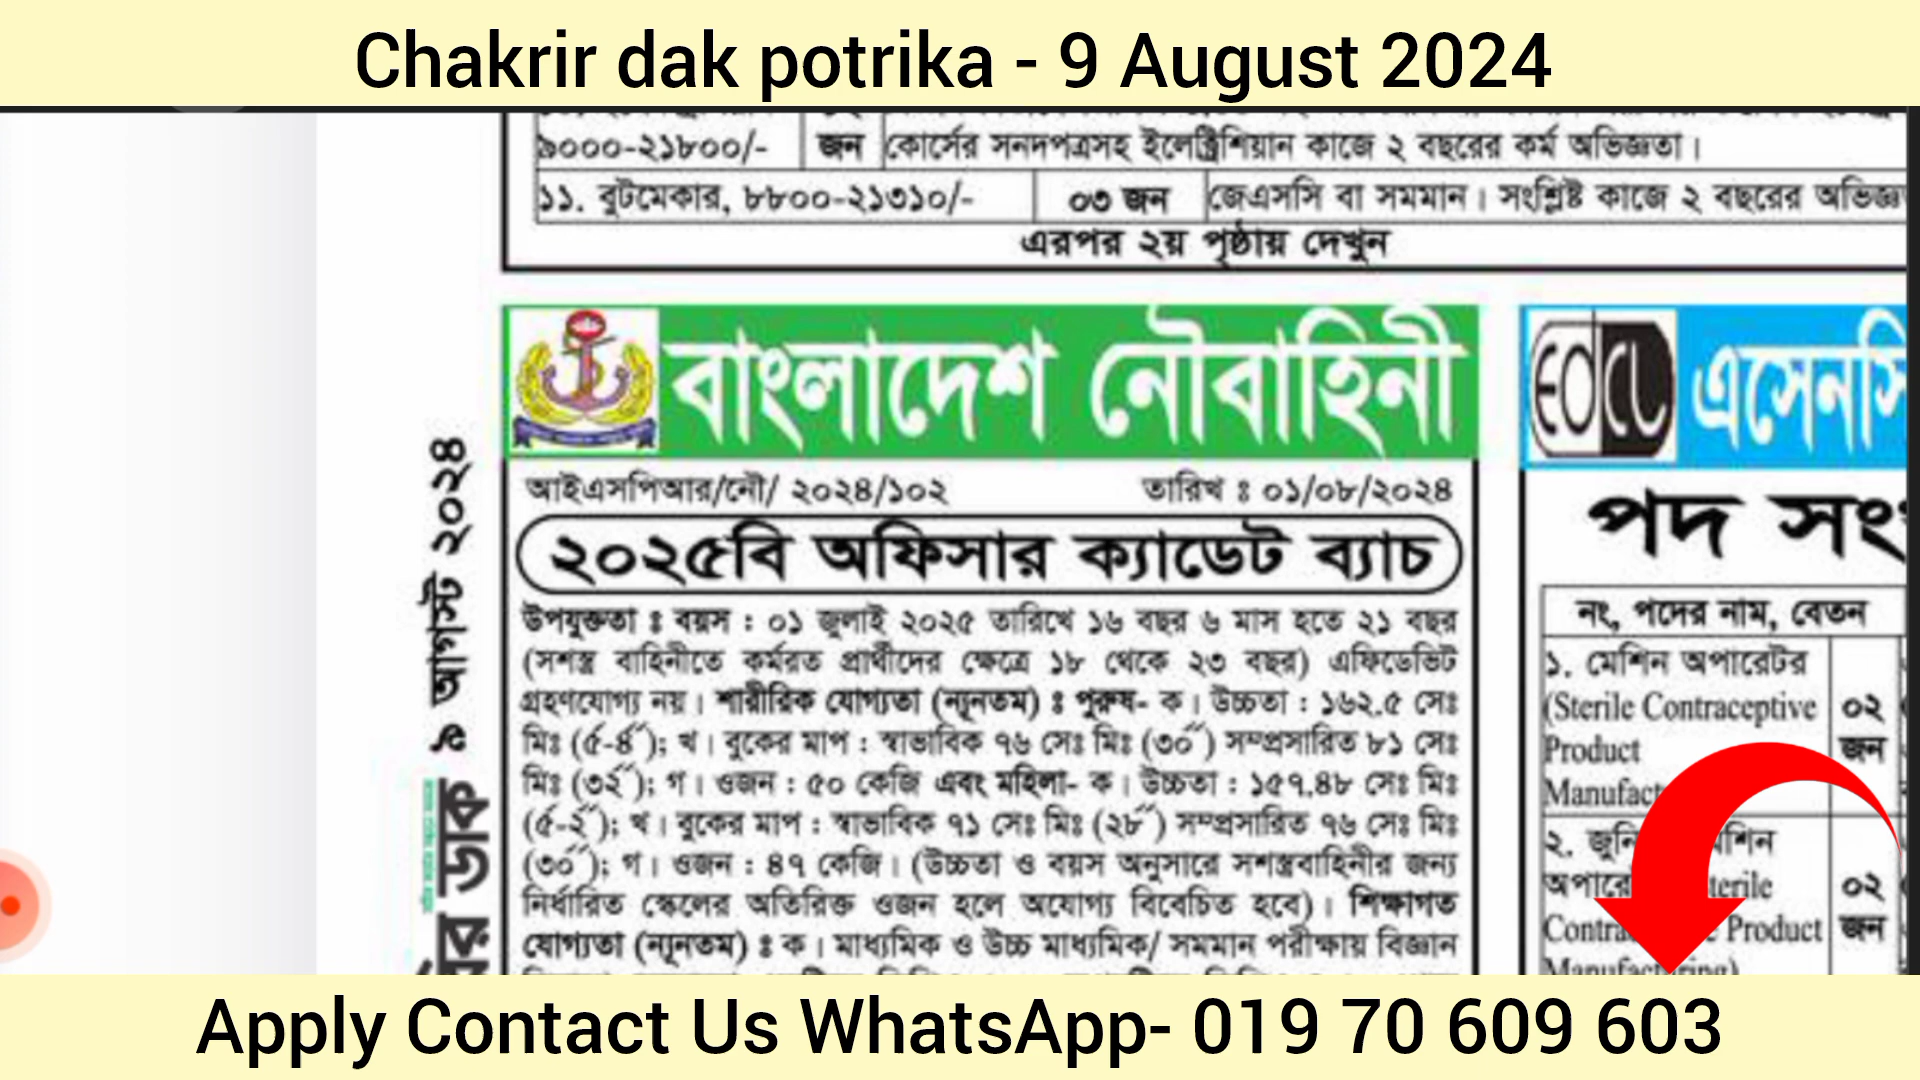 Chakrir dak potrika - 9 August 2024
৯০০০-২১৮০০/- জন কোর্সের সনদপত্রসহ ইলেক্ট্রিশিয়ান কাজে ২ বছরের কর্ম অভিজ্ঞতা।
১১. বুটমেকার, ৮৮০০-২১৩১০/- ০৩ জন জেএসসি বা সমমান। সংশ্লিষ্ট কাজে ২ বছরের
এরপর ২য় পৃষ্ঠায় দেখুন
৯ আগস্ট ২০২৪
ডাক
বাংলাদেশ নৌবাহিনী
আইএসপিআর/নৌ/ ২০২৪/১০২ তারিখ ঃ ০১/০৮/২০২৪
২০২৫বি অফিসার ক্যাডেট ব্যাচ
উপযুক্ততা ঃ বয়স : ০১ জুলাই ২০২৫ তারিখে ১৬ বছর ৬ মাস হতে ২১ বছর
(সশস্ত্র বাহিনীতে কর্মরত প্রার্থীদের ক্ষেত্রে ১৮ থেকে ২৩ বছর) এফিডেভিট
গ্রহণযোগ্য নয়। শারীরিক যোগ্যতা (ন্যূনতম) ঃ পুরুষ- ক। উচ্চতা : ১৬২.৫ সেঃ
মিঃ (৫′-৪″); খ। বুকের মাপ : স্বাভাবিক ৭৬ সেঃ মিঃ (৩০″) সম্প্রসারিত ৮১ সেঃ
মিঃ (৩২″); গ। ওজন : ৫০ কেজি এবং মহিলা- ক। উচ্চতা : ১৫৭.৪৮ সেঃ মিঃ
(৫′-২″); খ। বুকের মাপ : স্বাভাবিক ৭১ সেঃ মিঃ (২৮″) সম্প্রসারিত ৭৬ সেঃ মিঃ
(৩০″); গ। ওজন : ৪৭ কেজি। (উচ্চতা ও বয়স অনুসারে সশস্ত্রবাহিনীর জন্য
নির্ধারিত স্কেলের অতিরিক্ত ওজন হলে অযোগ্য বিবেচিত হবে)। শিক্ষাগত
যোগ্যতা (ন্যূনতম) ঃ ক। মাধ্যমিক ও উচ্চ মাধ্যমিক/ সমমান পরীক্ষায় বিজ্ঞান
EDCL
পদ
নং, পদের নাম, বেতন
১. মেশিন অপারেটর
(Sterile Contraceptive ০২
Product জন
২.
০২
Product জন
Apply Contact Us WhatsApp- 019 70 609 603